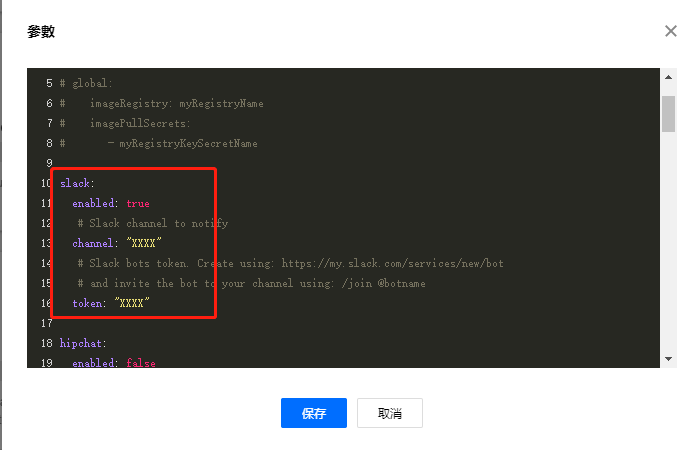 參數
5 # global:
6 #    imageRegistry: myRegistryName
7 #    imagePullSecrets:
8 #       - myRegistryKeySecretName
9
10 slack:
11   enabled: true
12    # Slack channel to notify
13   channel: "XXXX"
14    # Slack bots token. Create using: https://my.slack.com/services/new/bot
15    # and invite the bot to your channel using: /join @botname
16   token: "XXXX"
17
18 hipchat:
19   enabled: false
保存 取消